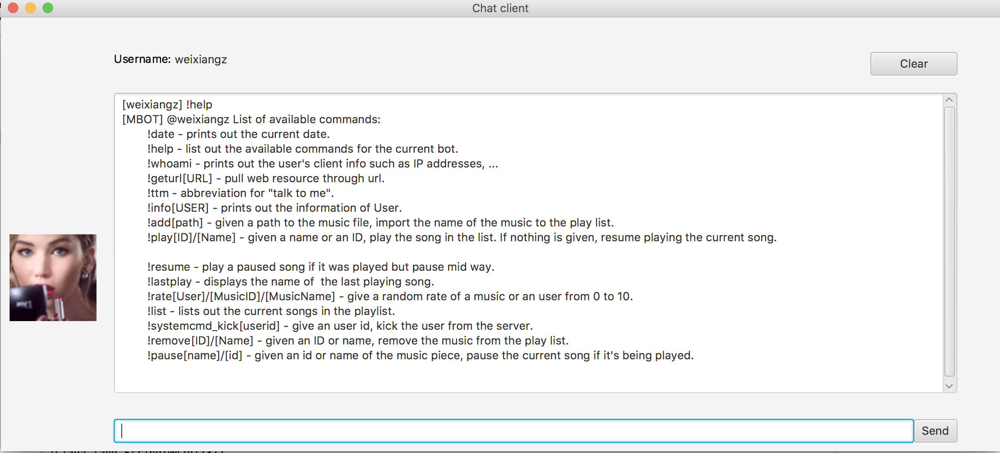 Chat client
Username: weixiangz
Clear
[weixiangz] !help
[MBOT] @weixiangz List of available commands:
!date - prints out the current date.
!help - list out the available commands for the current bot.
!whoami - prints out the user's client info such as IP addresses, ...
!geturl[URL] - pull web resource through url.
!ttm - abbreviation for "talk to me".
!info[USER] - prints out the information of User.
!add[path] - given a path to the music file, import the name of the music to the play list.
!play[ID]/[Name] - given a name or an ID, play the song in the list. If nothing is given, resume playing the current song.
!resume - play a paused song if it was played but pause mid way.
!lastplay - displays the name of  the last playing song.
!rate[User]/[MusicID]/[MusicName] - give a random rate of a music or an user from 0 to 10.
!list - lists out the current songs in the playlist.
!systemcmd_kick[userid] - give an user id, kick the user from the server.
!remove[ID]/[Name] - given an ID or name, remove the music from the play list.
!pause[name]/[id] - given an id or name of the music piece, pause the current song if it's being played.
Send